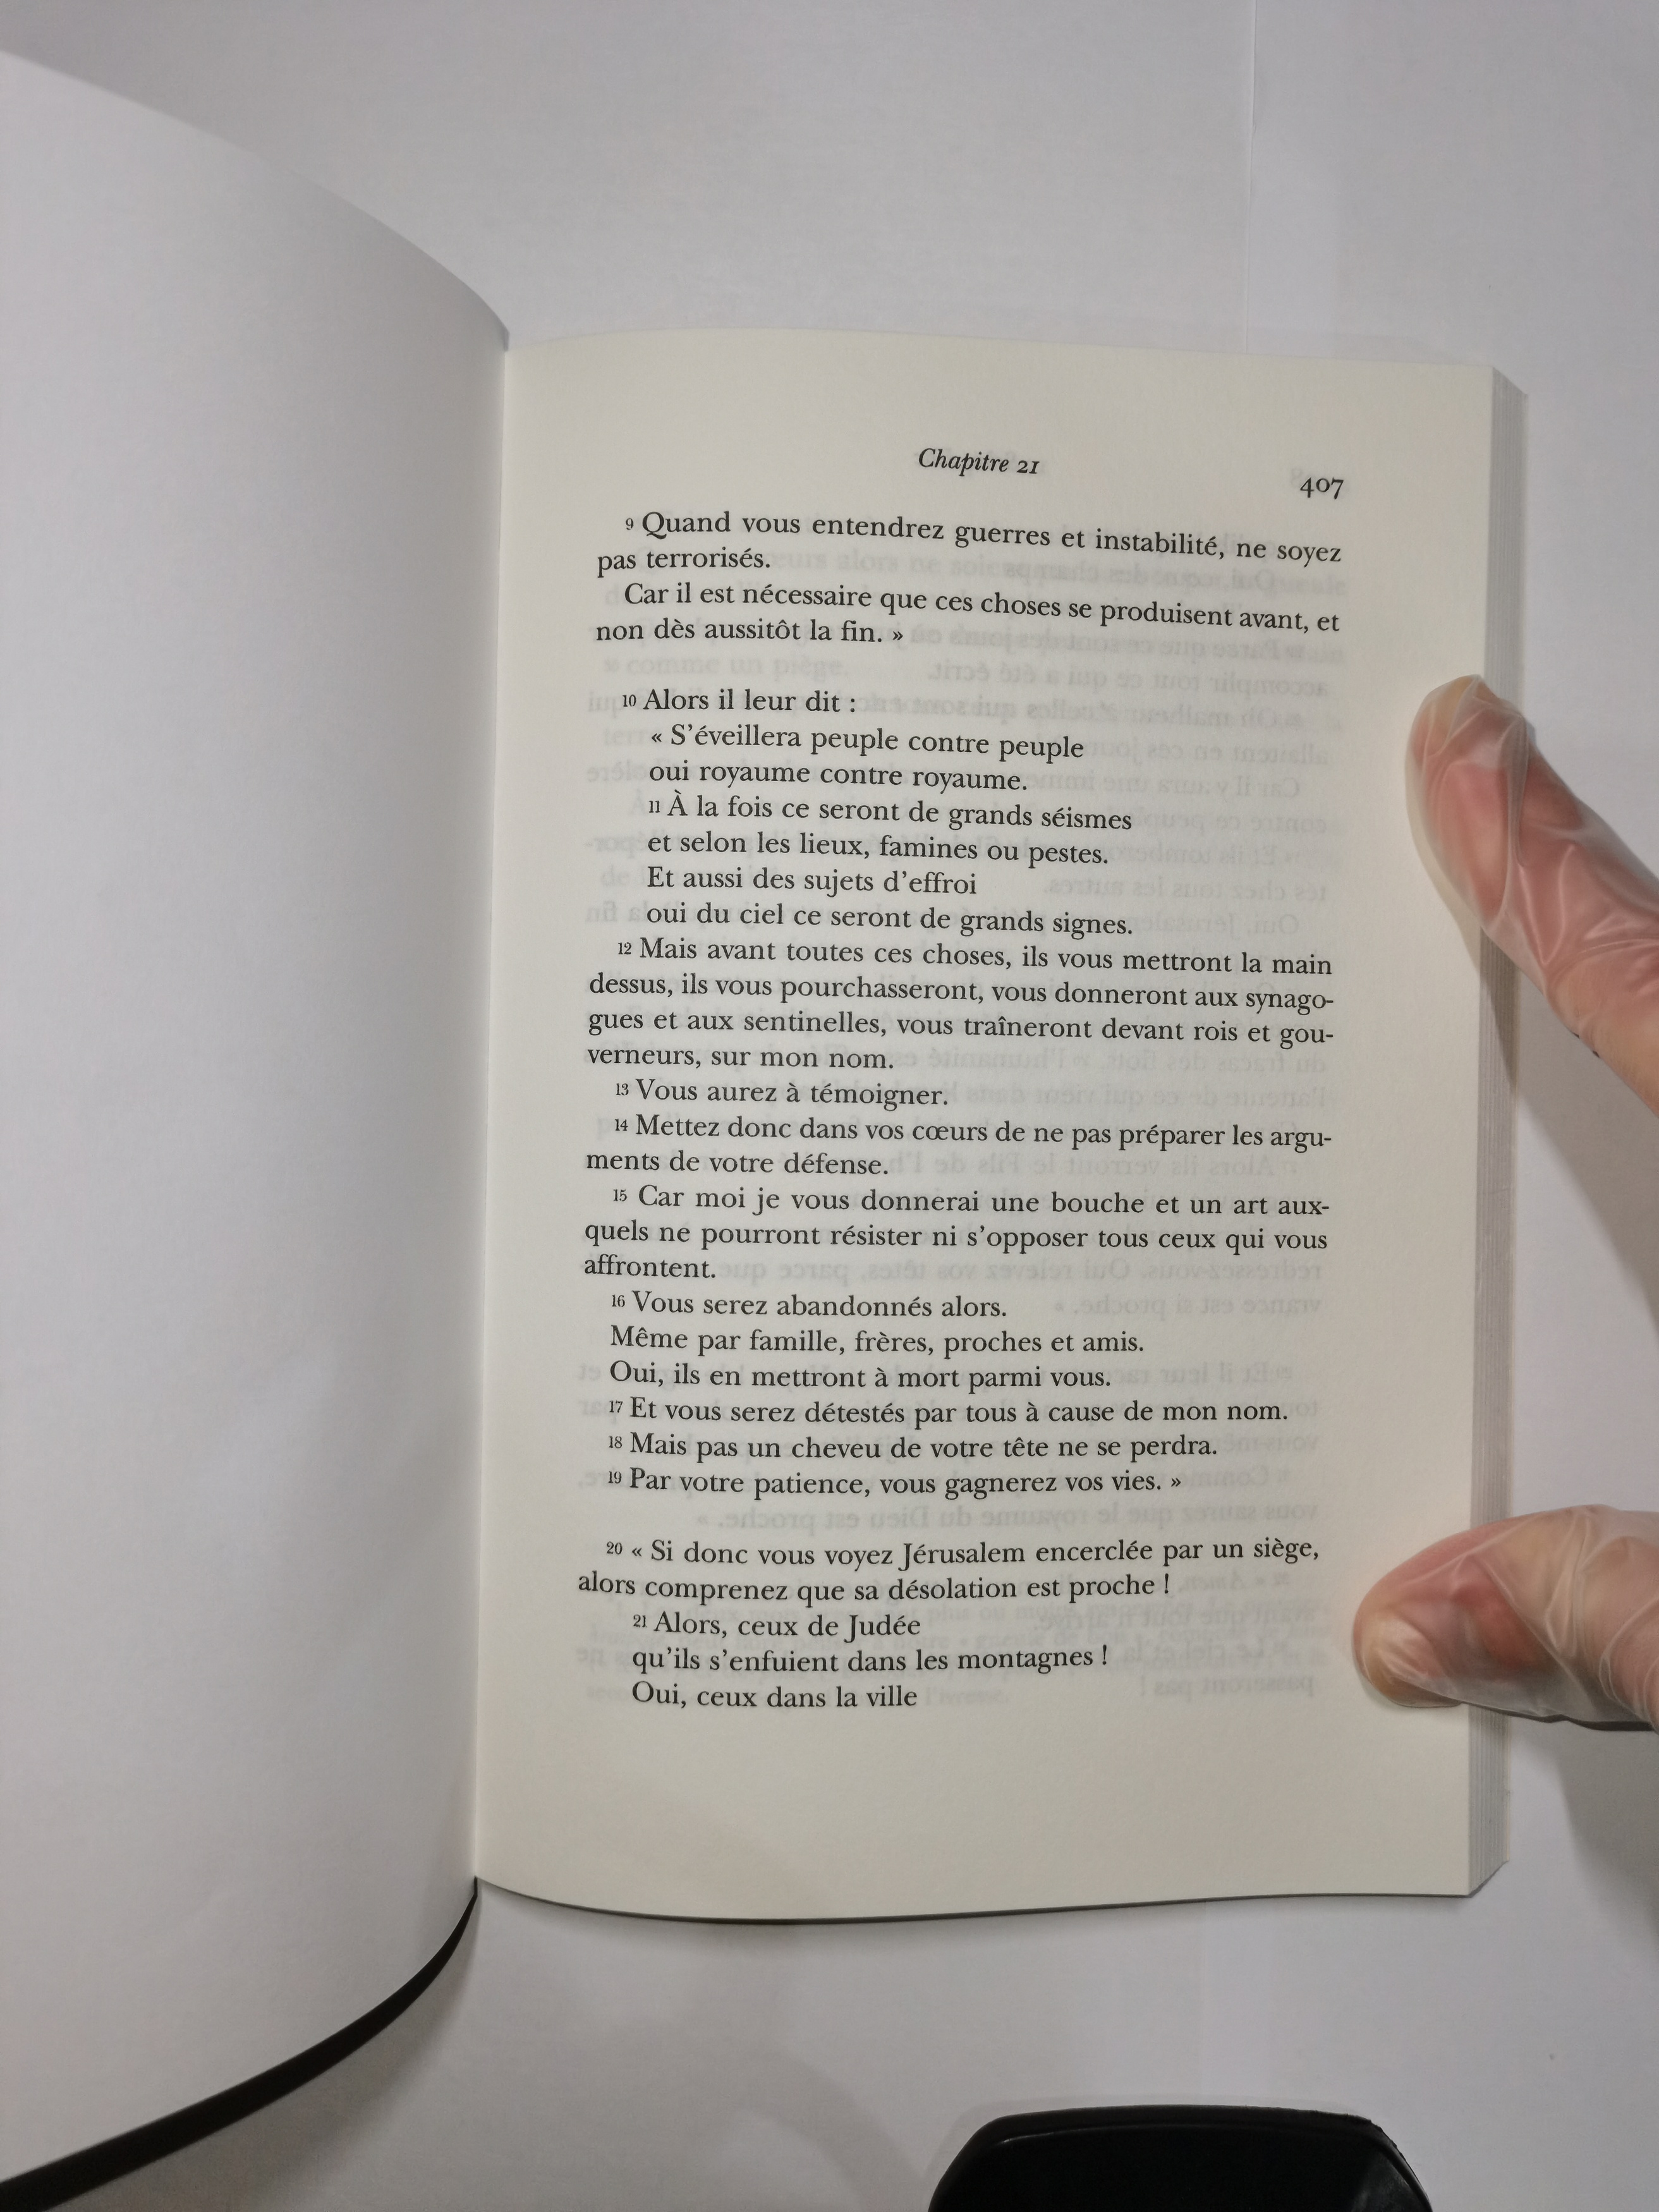 Chapitre 21
407
9 Quand vous entendrez guerres et instabilité, ne soyez
pas terrorisés.
Car il est nécessaire que ces choses se produisent avant, et
non dès aussitôt la fin. »
10 Alors il leur dit :
« S’éveillera peuple contre peuple
oui royaume contre royaume.
11 À la fois ce seront de grands séismes
et selon les lieux, famines ou pestes.
Et aussi des sujets d’effroi
oui du ciel ce seront de grands signes.
12 Mais avant toutes ces choses, ils vous mettront la main
dessus, ils vous pourchasseront, vous donneront aux synago-
gues et aux sentinelles, vous traîneront devant rois et gou-
verneurs, sur mon nom.
13 Vous aurez à témoigner.
14 Mettez donc dans vos cœurs de ne pas préparer les argu-
ments de votre défense.
15 Car moi je vous donnerai une bouche et un art aux-
quels ne pourront résister ni s’opposer tous ceux qui vous
affrontent.
16 Vous serez abandonnés alors.
Même par famille, frères, proches et amis.
Oui, ils en mettront à mort parmi vous.
17 Et vous serez détestés par tous à cause de mon nom.
18 Mais pas un cheveu de votre tête ne se perdra.
19 Par votre patience, vous gagnerez vos vies. »
20 « Si donc vous voyez Jérusalem encerclée par un siège,
alors comprenez que sa désolation est proche !
21 Alors, ceux de Judée
qu’ils s’enfuient dans les montagnes !
Oui, ceux dans la ville